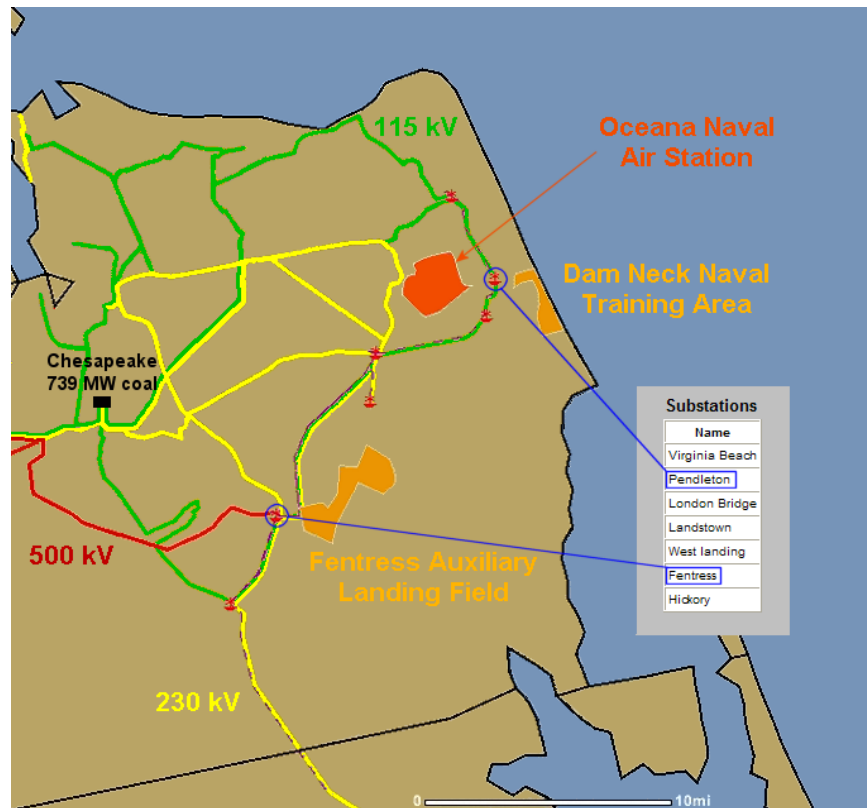 115 kV
Oceana Naval
Air Station
Dam Neck Naval
Training Area
Chesapeake
739 MW coal
Substations
Name
Virginia Beach
Pendleton
London Bridge
Landstown
West landing
Fentress
Hickory
500 kV
Fentress Auxiliary
Landing Field
230 kV
0
10mi